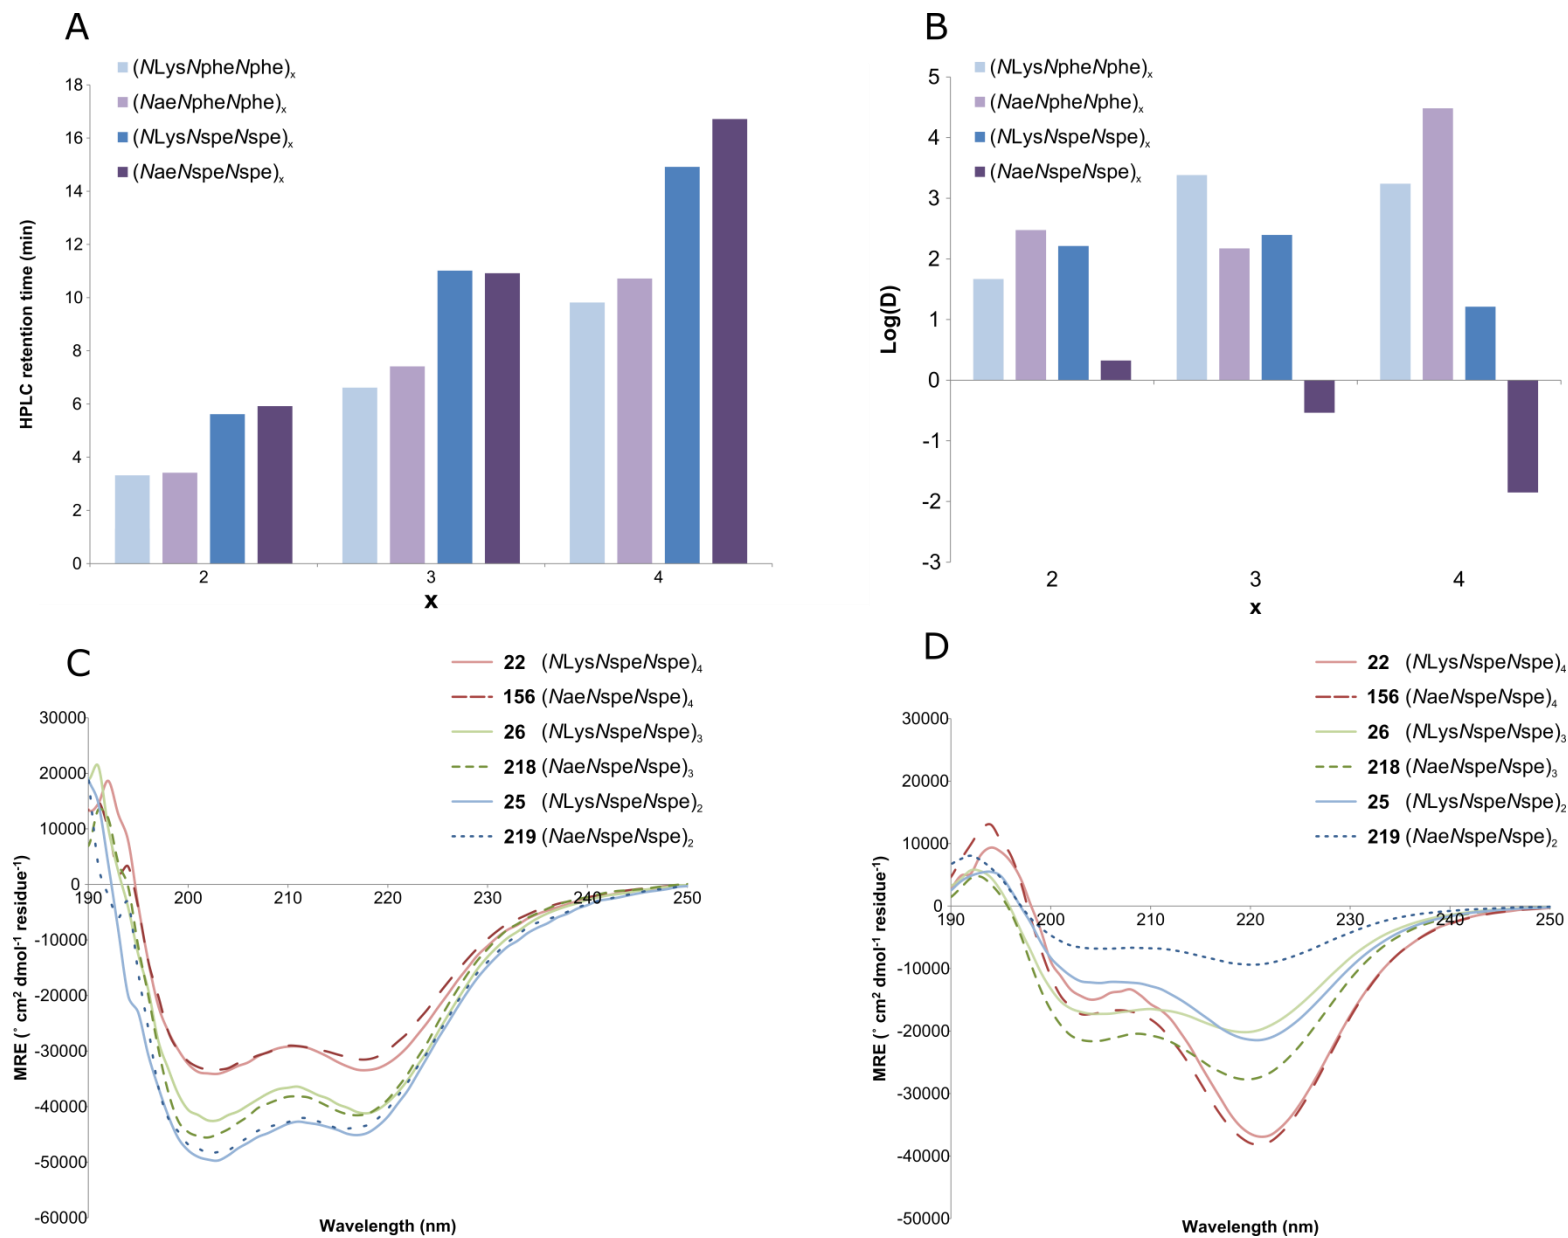 A
(NLysNpheNphe)ₓ
(NaeNpheNphe)ₓ
(NLysNspeNspe)ₓ
(NaeNspeNspe)ₓ
18
16
14
12
10
8
6
4
2
0
HPLC retention time (min)
2 3 4
x
B
(NLysNpheNphe)ₓ
(NaeNpheNphe)ₓ
(NLysNspeNspe)ₓ
(NaeNspeNspe)ₓ
5
4
3
2
1
0
-1
-2
-3
Log(D)
2 3 4
x
C
22 (NLysNspeNspe)₄
156 (NaeNspeNspe)₄
26 (NLysNspeNspe)₃
218 (NaeNspeNspe)₃
25 (NLysNspeNspe)₂
219 (NaeNspeNspe)₂
30000
20000
10000
0
-10000
-20000
-30000
-40000
-50000
-60000
190 200 210 220 230 240 250
MRE (° cm² dmol⁻¹ residue⁻¹)
Wavelength (nm)
D
22 (NLysNspeNspe)₄
156 (NaeNspeNspe)₄
26 (NLysNspeNspe)₃
218 (NaeNspeNspe)₃
25 (NLysNspeNspe)₂
219 (NaeNspeNspe)₂
30000
20000
10000
0
-10000
-20000
-30000
-40000
-50000
190 200 210 220 230 240 250
MRE (° cm² dmol⁻¹ residue⁻¹)
Wavelength (nm)